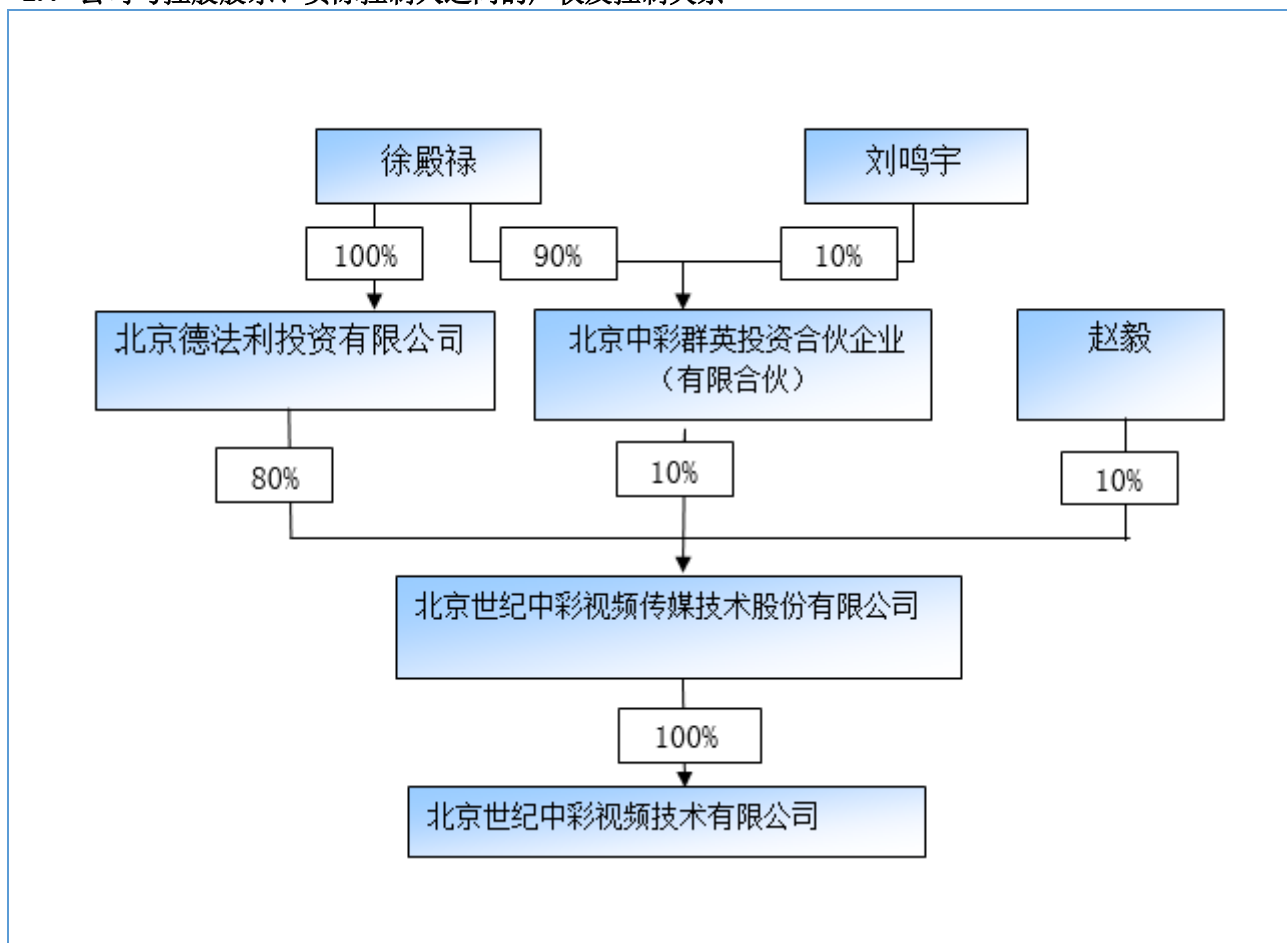 徐殿禄
刘鸣宇
100%
90%
10%
北京德法利投资有限公司
北京中彩群英投资合伙企业
（有限合伙）
赵毅
80%
10%
10%
北京世纪中彩视频传媒技术股份有限公司
100%
北京世纪中彩视频技术有限公司